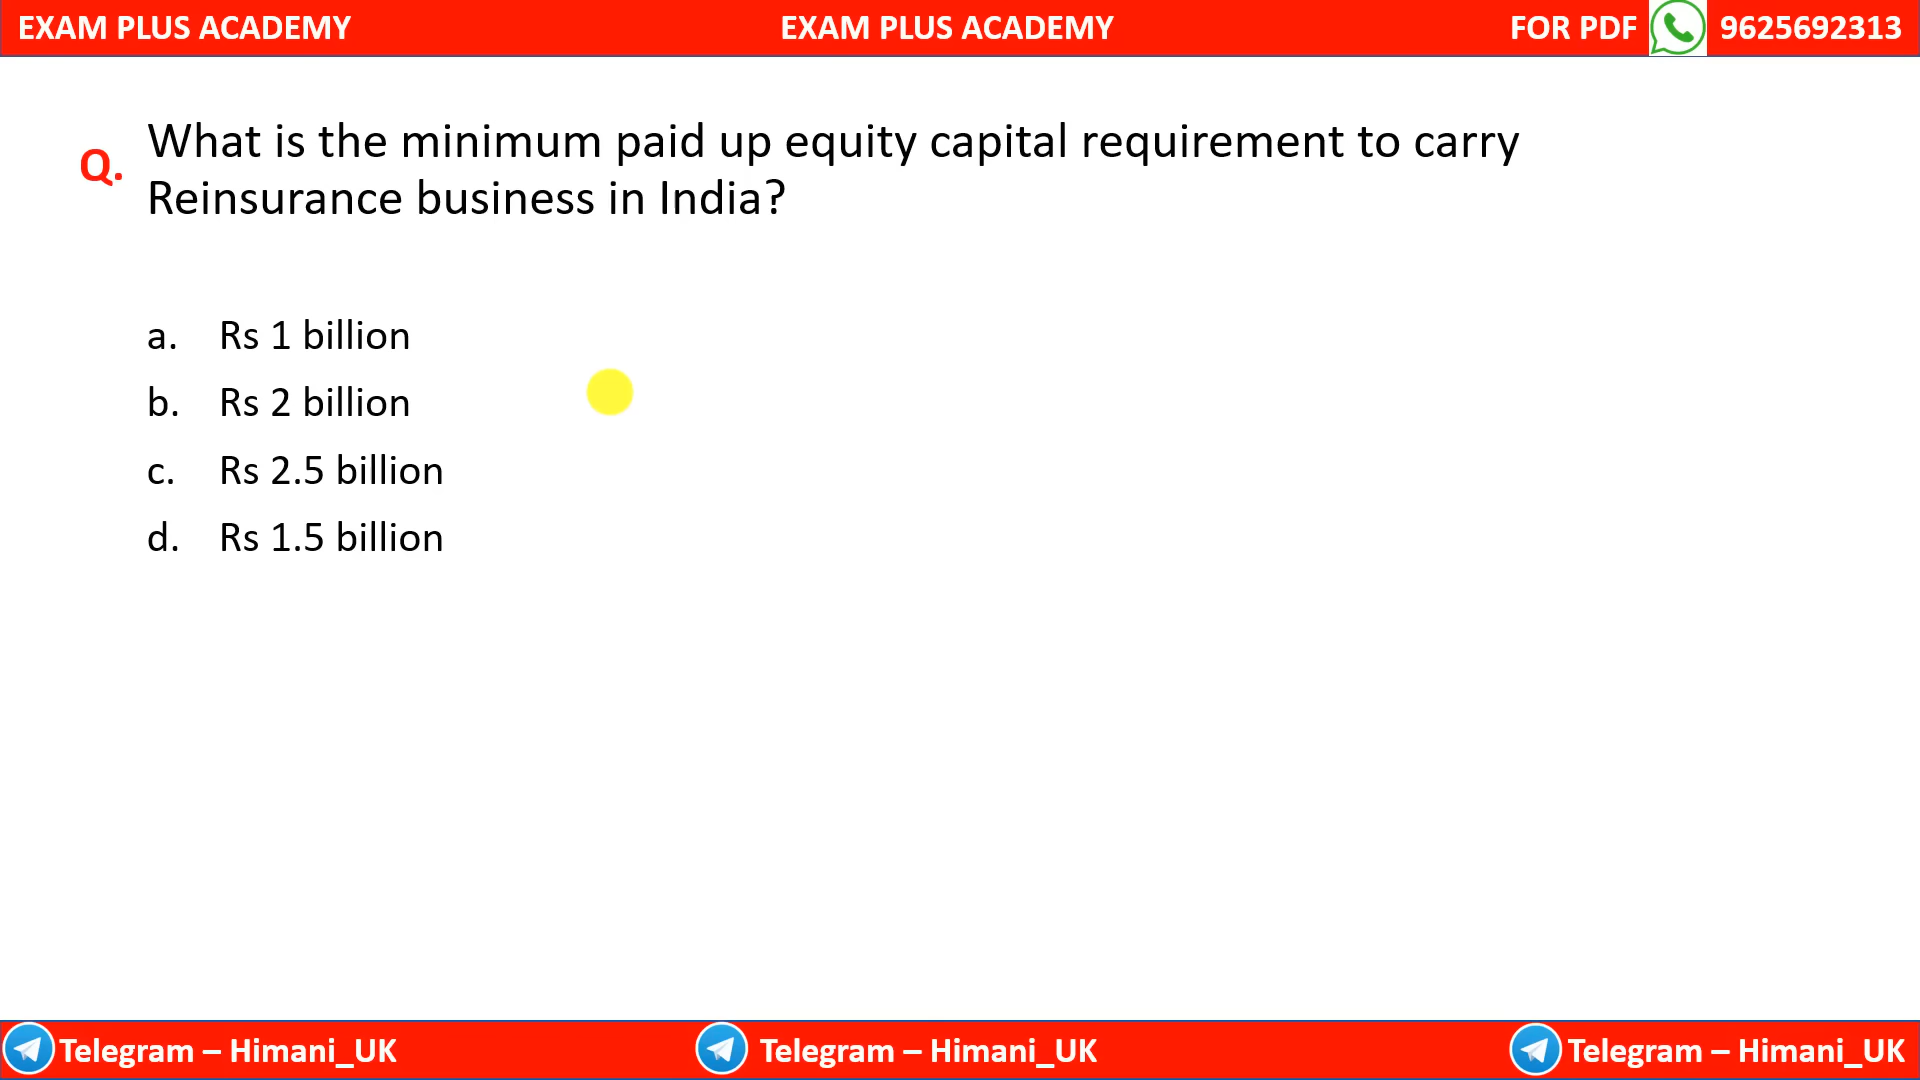 EXAM PLUS ACADEMY EXAM PLUS ACADEMY FOR PDF 9625692313
Q. What is the minimum paid up equity capital requirement to carry
Reinsurance business in India?
a. Rs 1 billion
b. Rs 2 billion
c. Rs 2.5 billion
d. Rs 1.5 billion
Telegram – Himani_UK Telegram – Himani_UK Telegram – Himani_UK